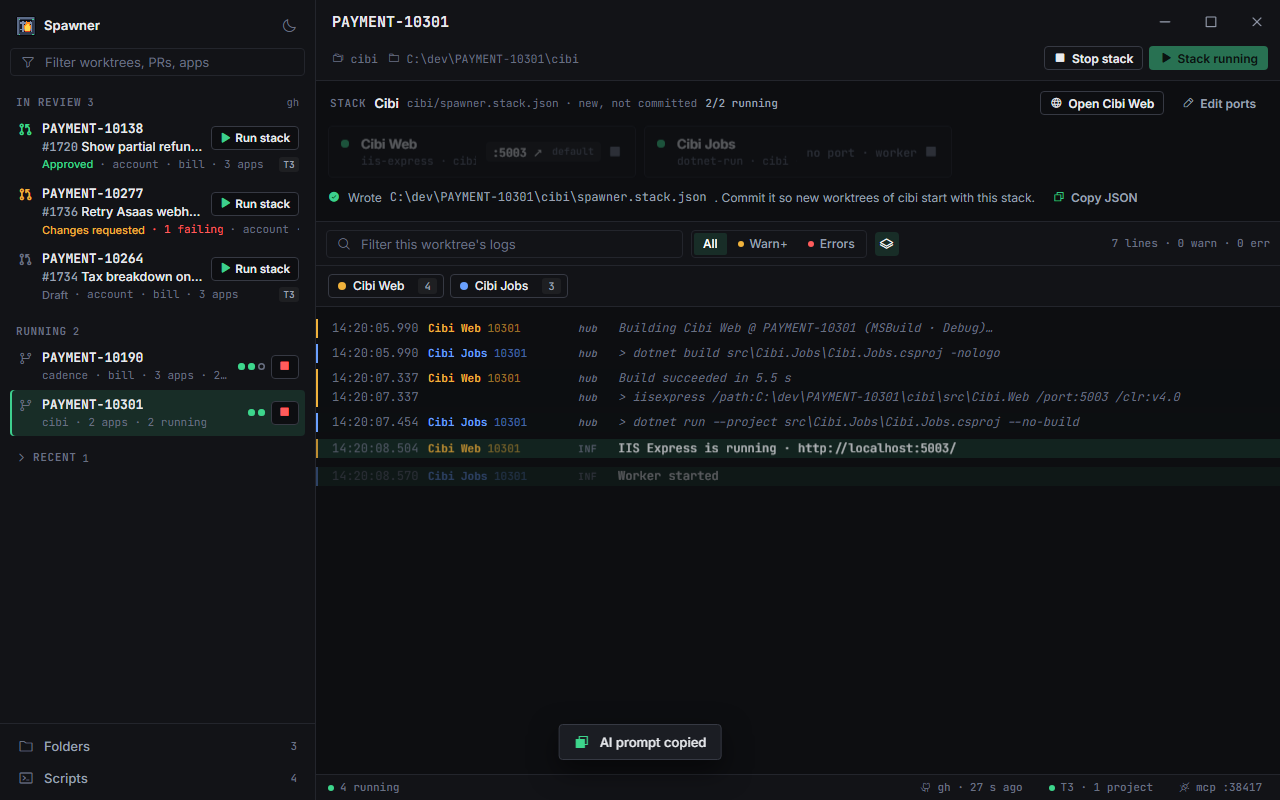 Spawner
Filter worktrees, PRs, apps
IN REVIEW 3 gh
PAYMENT-10138
#1720 Show partial refun...
Run stack
Approved · account · bill · 3 apps T3
PAYMENT-10277
#1736 Retry Asaas webh...
Run stack
Changes requested · 1 failing · account ·
PAYMENT-10264
#1734 Tax breakdown on...
Run stack
Draft · account · bill · 3 apps T3
RUNNING 2
PAYMENT-10190
cadence · bill · 3 apps · 2…
PAYMENT-10301
cibi · 2 apps · 2 running
RECENT 1
Folders 3
Scripts 4
PAYMENT-10301
cibi C:\dev\PAYMENT-10301\cibi
Stop stack
Stack running
STACK Cibi cibi/spawner.stack.json · new, not committed 2/2 running
Open Cibi Web
Edit ports
Cibi Web
iis-express · cibi
:5003 ↗ default
Cibi Jobs
dotnet-run · cibi
no port · worker
Wrote C:\dev\PAYMENT-10301\cibi\spawner.stack.json . Commit it so new worktrees of cibi start with this stack.
Copy JSON
Filter this worktree's logs
All Warn+ Errors
7 lines · 0 warn · 0 err
Cibi Web 4
Cibi Jobs 3
14:20:05.990 Cibi Web 10301 hub Building Cibi Web @ PAYMENT-10301 (MSBuild · Debug)…
14:20:05.990 Cibi Jobs 10301 hub > dotnet build src\Cibi.Jobs\Cibi.Jobs.csproj -nologo
14:20:07.337 Cibi Web 10301 hub Build succeeded in 5.5 s
14:20:07.337 hub > iisexpress /path:C:\dev\PAYMENT-10301\cibi\src\Cibi.Web /port:5003 /clr:v4.0
14:20:07.454 Cibi Jobs 10301 hub > dotnet run --project src\Cibi.Jobs\Cibi.Jobs.csproj --no-build
14:20:08.504 Cibi Web 10301 INF IIS Express is running · http://localhost:5003/
14:20:08.570 Cibi Jobs 10301 INF Worker started
AI prompt copied
4 running
gh · 27 s ago
T3 · 1 project
mcp :38417